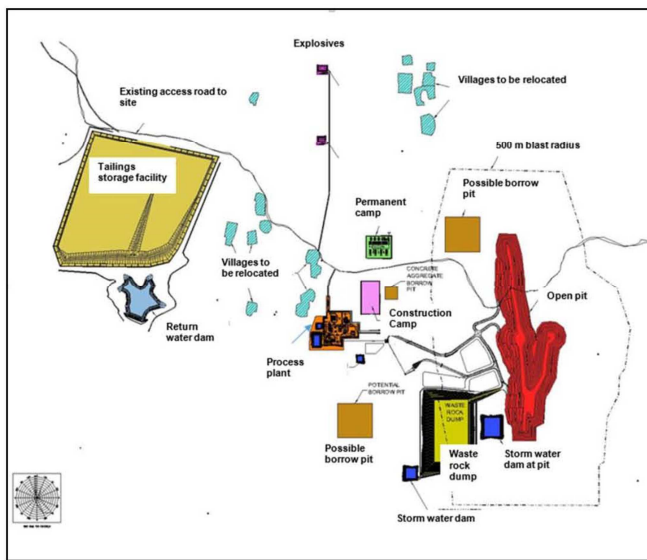 Explosives
Villages to be relocated
Existing access road to
site
500 m blast radius
Tailings
storage facility
Possible borrow
pit
Permanent
camp
Villages to
be relocated
CONCRETE
AGGREGATE
BORROW
PIT
Open pit
Construction
Camp
Return
water dam
Process
plant
POTENTIAL
BORROW PIT
WASTE
ROCK
DUMP
Possible
borrow pit
Waste
rock
dump
Storm water
dam at pit
Storm water dam